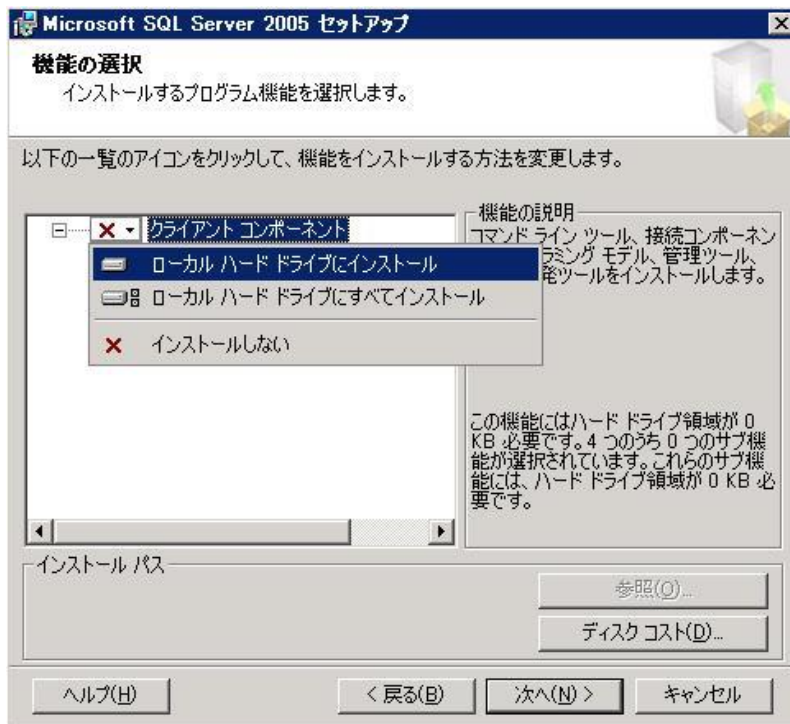 Microsoft SQL Server 2005 セットアップ
機能の選択
インストールするプログラム機能を選択します。
以下の一覧のアイコンをクリックして、機能をインストールする方法を変更します。
クライアント コンポーネント
ローカル ハード ドライブにインストール
ローカル ハード ドライブにすべてインストール
インストールしない
機能の説明
コマンド ライン ツール、接続コンポーネン
ラミング モデル、管理ツール、
発ツールをインストールします。
この機能にはハード ドライブ領域が 0
KB 必要です。4 つのうち 0 つのサブ機
能が選択されています。これらのサブ機
能には、ハード ドライブ領域が 0 KB 必
要です。
インストール パス
参照(O)...
ディスク コスト(D)...
ヘルプ(H)
< 戻る(B)
次へ(N) >
キャンセル